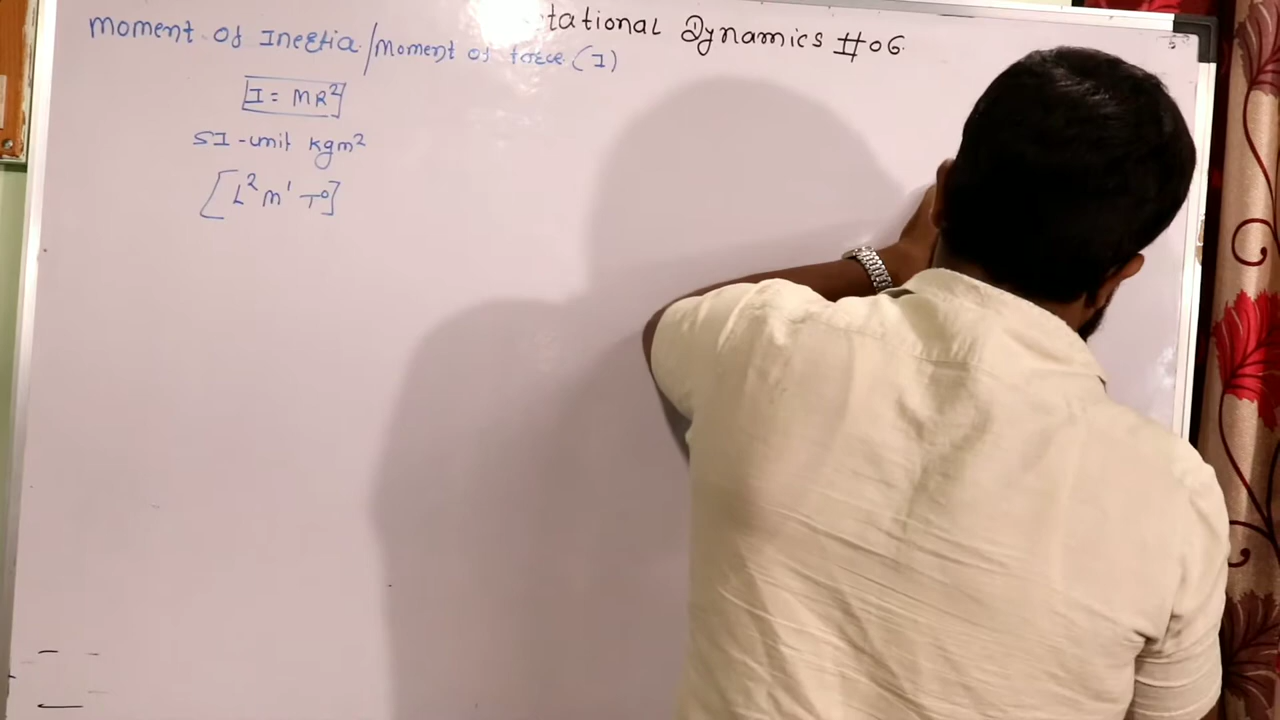 tational Dynamics #06.
Moment of Inertia/Moment of force (I)
I = MR²
SI-unit kgm²
[L² M¹ T⁰]